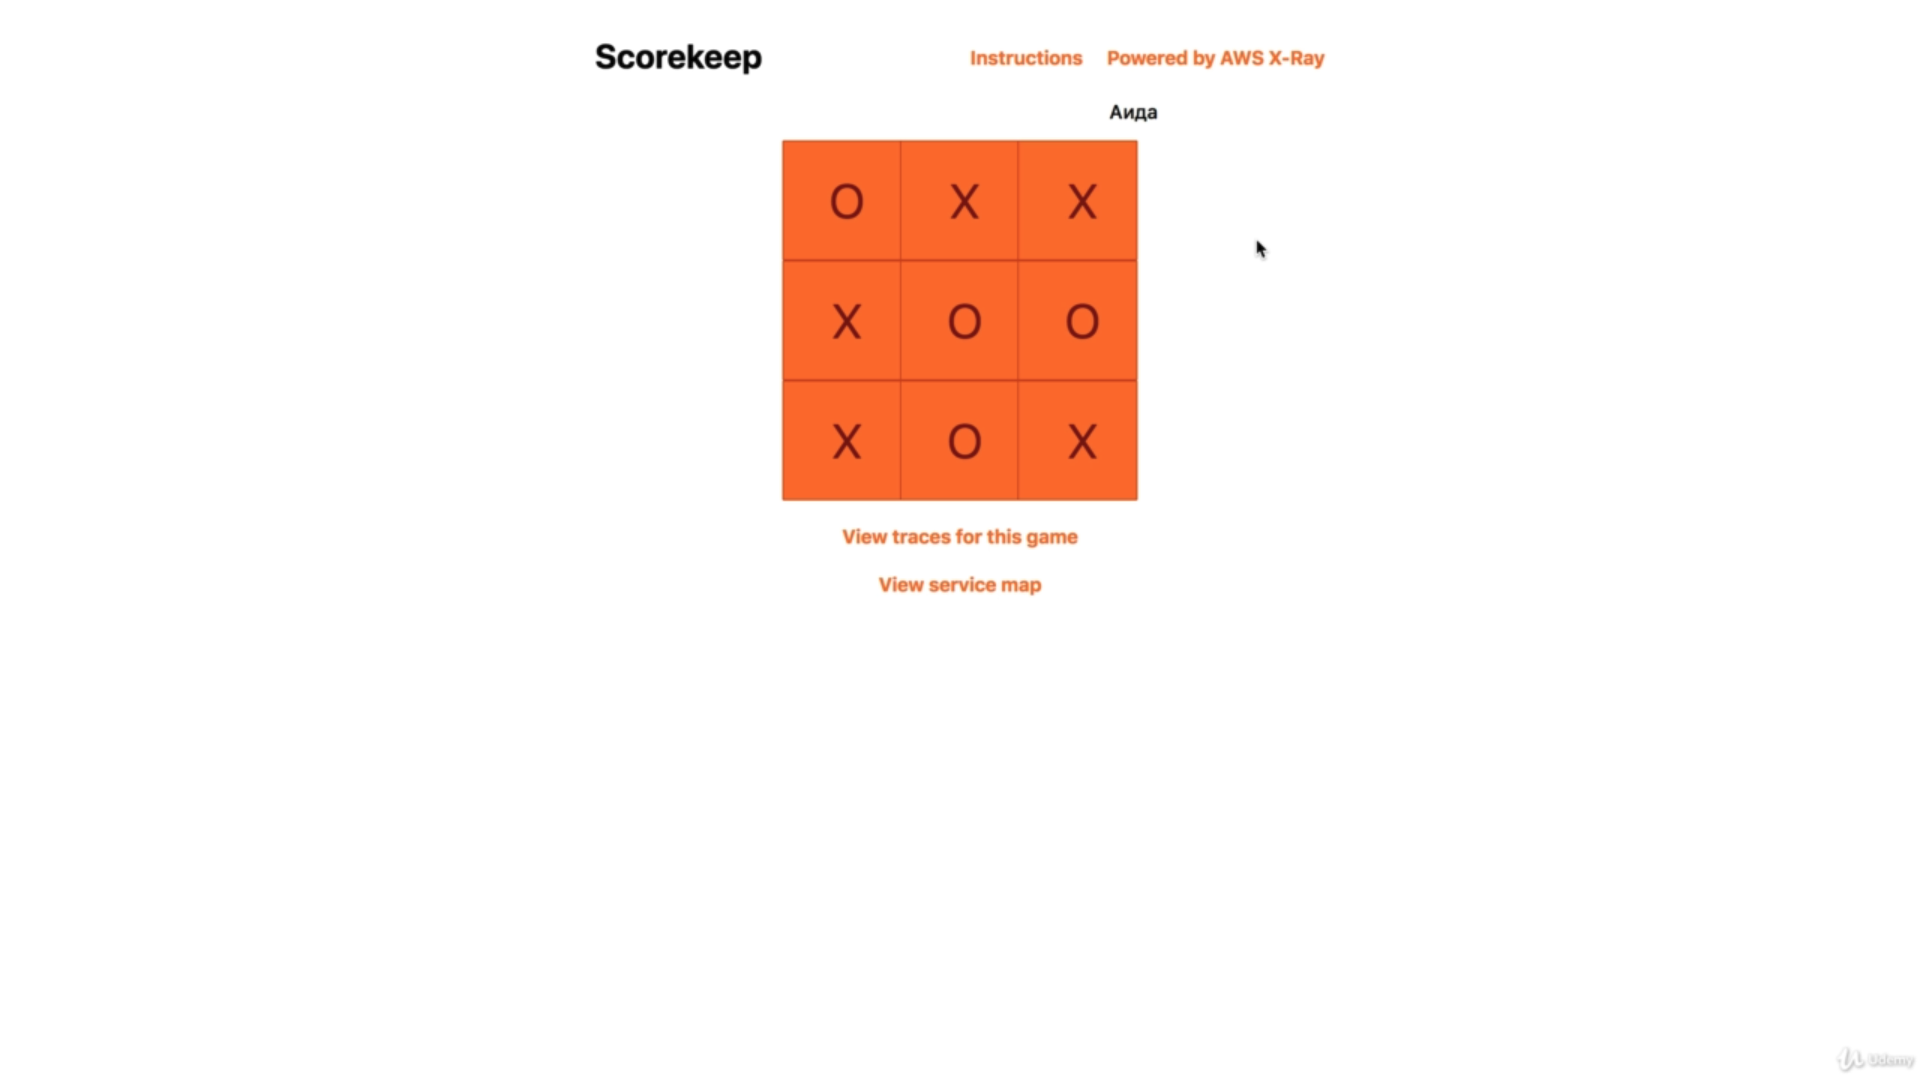 Scorekeep Instructions Powered by AWS X-Ray
Аида
O X X
X O O
X O X
View traces for this game
View service map
Udemy